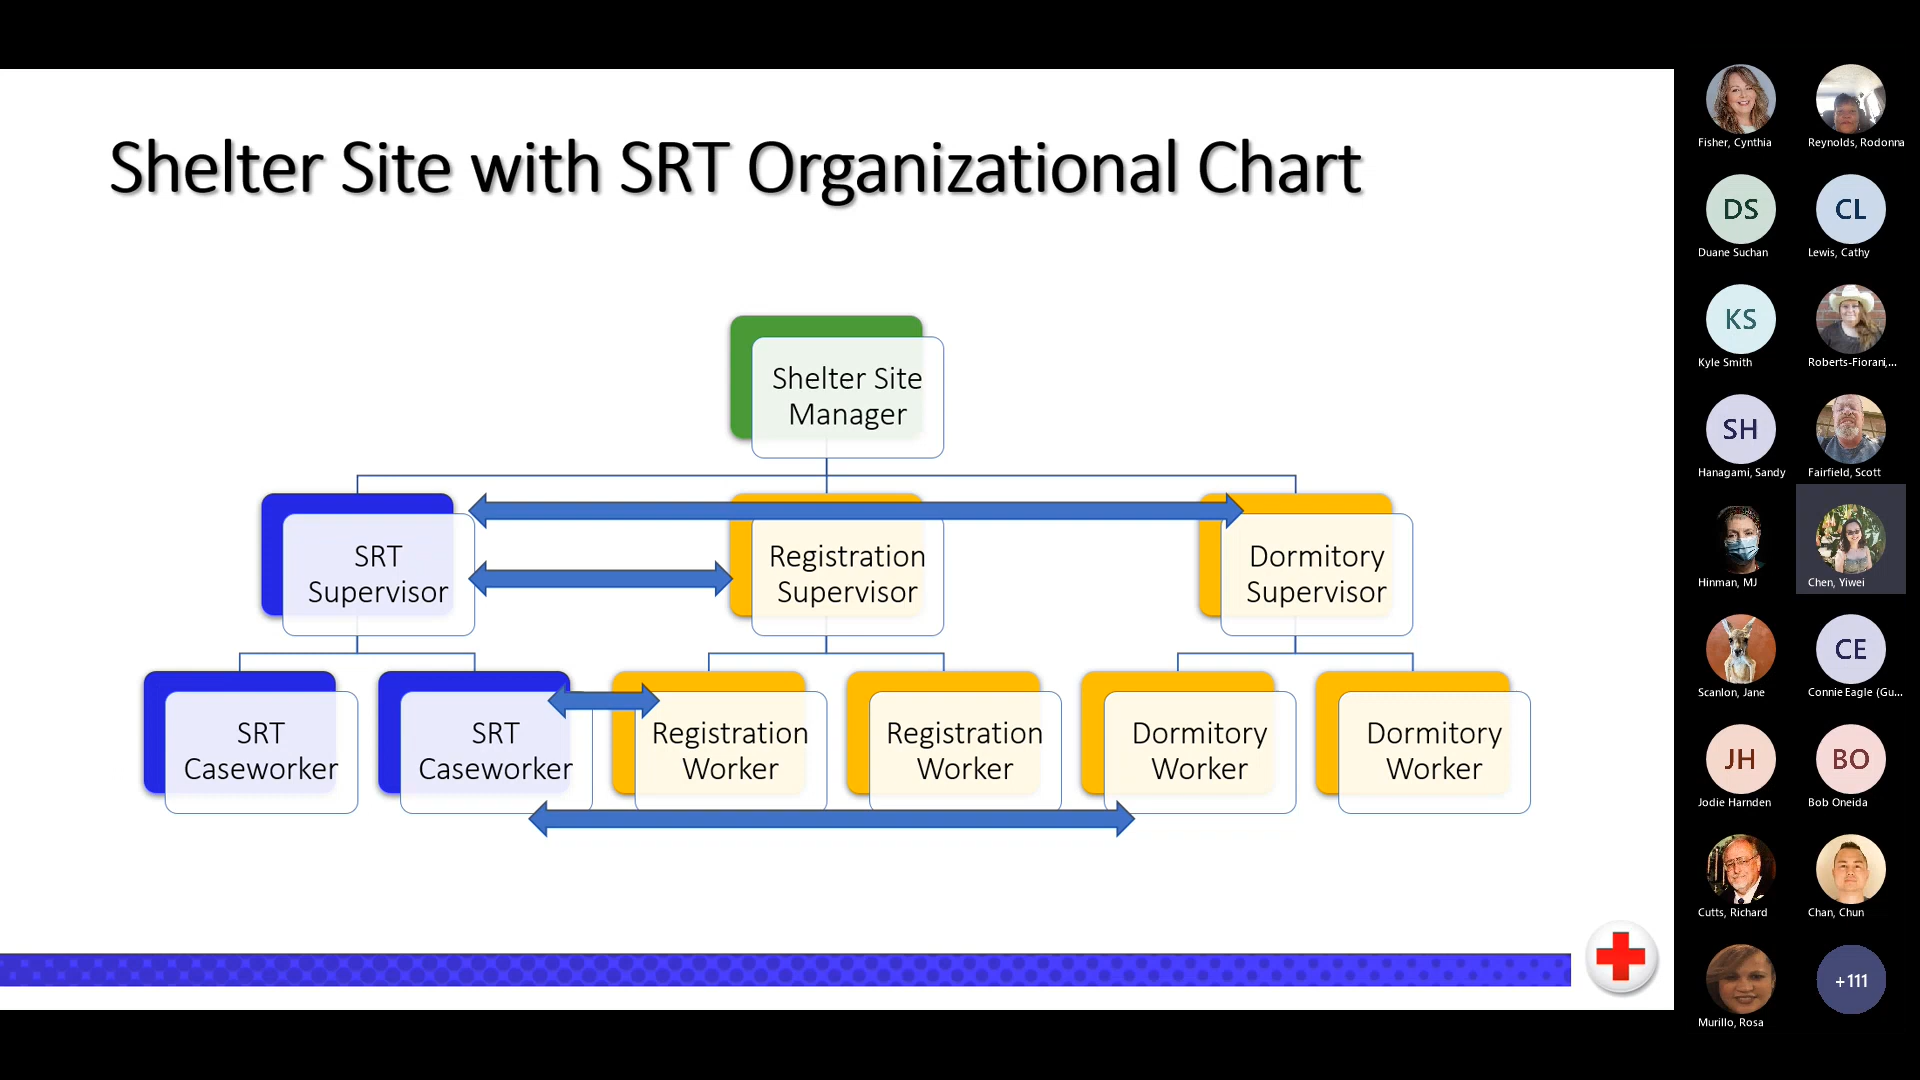 Shelter Site with SRT Organizational Chart
Shelter Site
Manager
SRT
Supervisor
Registration
Supervisor
Dormitory
Supervisor
SRT
Caseworker
SRT
Caseworker
Registration
Worker
Registration
Worker
Dormitory
Worker
Dormitory
Worker
Fisher, Cynthia
Reynolds, Rodonna
DS
Duane Suchan
CL
Lewis, Cathy
KS
Kyle Smith
Roberts-Fiorani,...
SH
Hanagami, Sandy
Fairfield, Scott
Hinman, MJ
Chen, Yiwei
Scanlon, Jane
CE
Connie Eagle (Gu...
JH
Jodie Harnden
BO
Bob Oneida
Cutts, Richard
Chan, Chun
Murillo, Rosa
+111